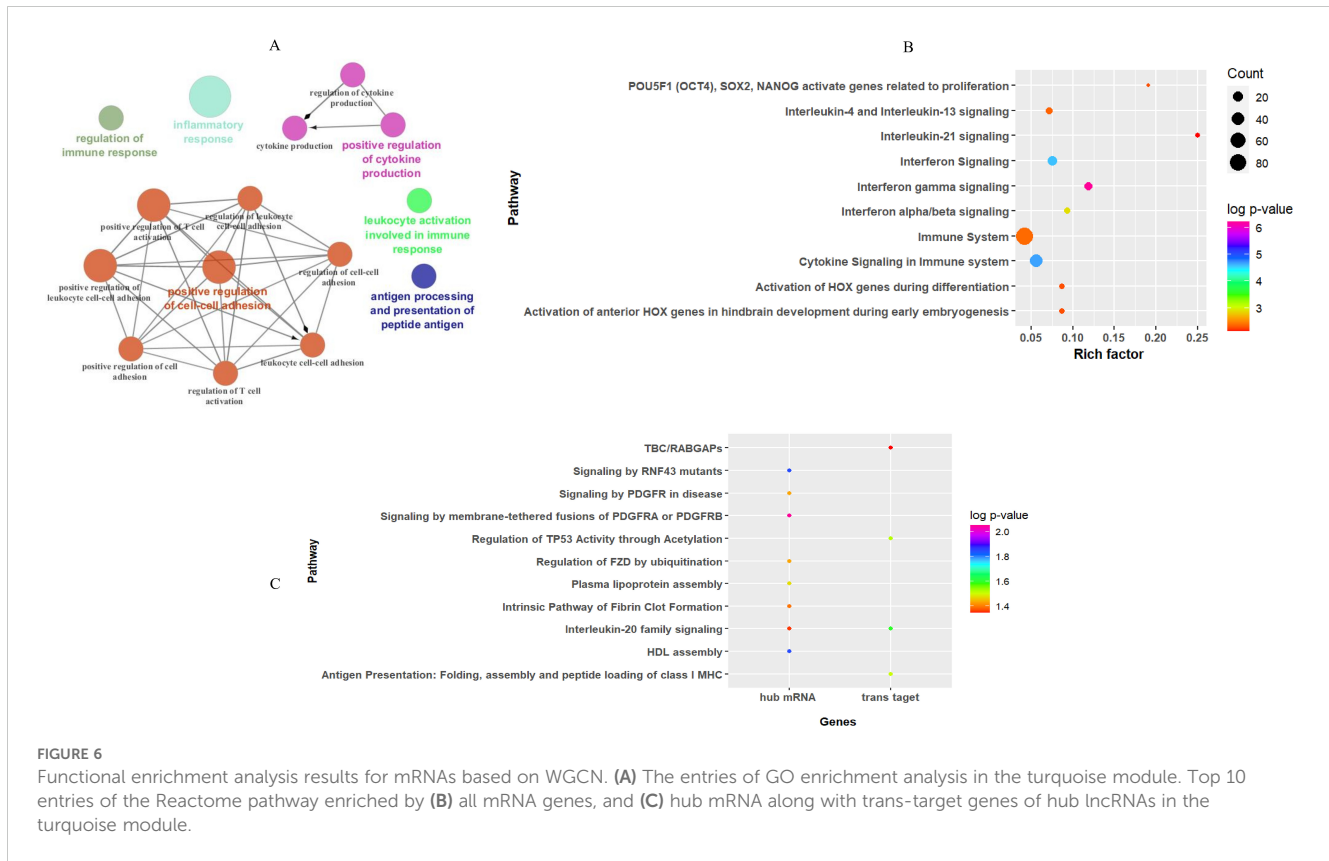 A
regulation of cytokine
production
cytokine production
positive regulation
of cytokine
production
inflammatory
response
regulation of
immune response
positive regulation of T cell
activation
regulation of leukocyte
cell-cell adhesion
leukocyte activation
involved in immune
response
regulation of cell-cell
adhesion
positive regulation of
leukocyte cell-cell adhesion
positive regulation
of cell-cell adhesion
antigen processing
and presentation of
peptide antigen
positive regulation of cell
adhesion
leukocyte cell-cell adhesion
regulation of T cell
activation
B
Pathway
POU5F1 (OCT4), SOX2, NANOG activate genes related to proliferation
Interleukin-4 and Interleukin-13 signaling
Interleukin-21 signaling
Interferon Signaling
Interferon gamma signaling
Interferon alpha/beta signaling
Immune System
Cytokine Signaling in Immune system
Activation of HOX genes during differentiation
Activation of anterior HOX genes in hindbrain development during early embryogenesis
0.05 0.10 0.15 0.20 0.25
Rich factor
Count
20
40
60
80
log p-value
6
5
4
3
C
Pathway
TBC/RABGAPs
Signaling by RNF43 mutants
Signaling by PDGFR in disease
Signaling by membrane-tethered fusions of PDGFRA or PDGFRB
Regulation of TP53 Activity through Acetylation
Regulation of FZD by ubiquitination
Plasma lipoprotein assembly
Intrinsic Pathway of Fibrin Clot Formation
Interleukin-20 family signaling
HDL assembly
Antigen Presentation: Folding, assembly and peptide loading of class I MHC
hub mRNA trans taget
Genes
log p-value
2.0
1.8
1.6
1.4
FIGURE 6
Functional enrichment analysis results for mRNAs based on WGCN. (A) The entries of GO enrichment analysis in the turquoise module. Top 10
entries of the Reactome pathway enriched by (B) all mRNA genes, and (C) hub mRNA along with trans-target genes of hub lncRNAs in the
turquoise module.